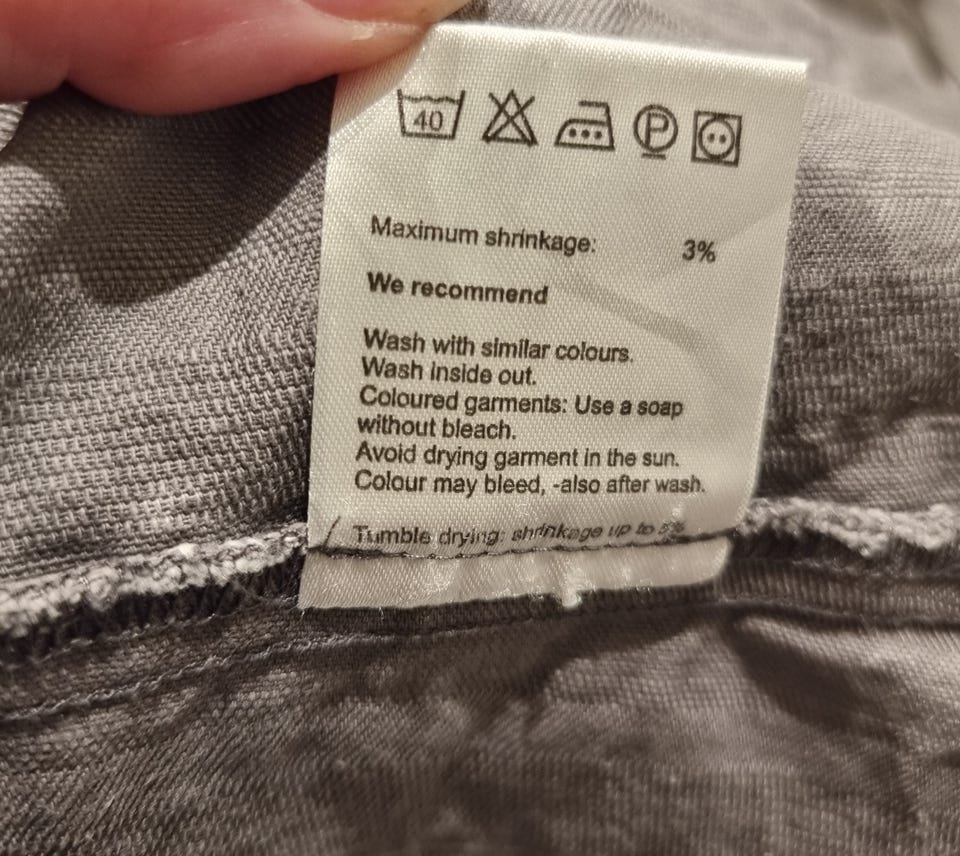 40 P
Maximum shrinkage: 3%
We recommend
Wash with similar colours.
Wash inside out.
Coloured garments: Use a soap
without bleach.
Avoid drying garment in the sun.
Colour may bleed, -also after wash.
Tumble drying: shrinkage up to